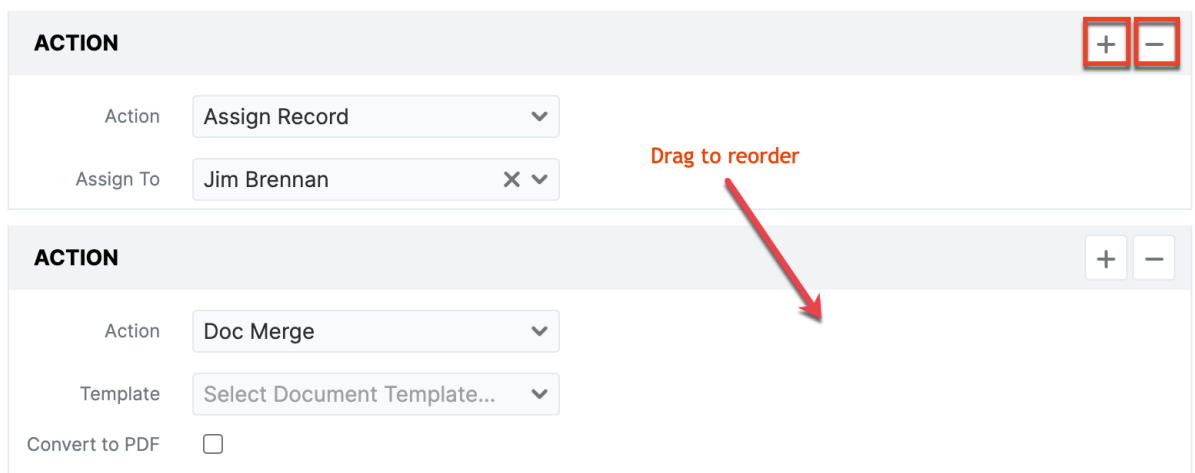 ACTION
Action Assign Record
Drag to reorder
Assign To Jim Brennan
ACTION
Action Doc Merge
Template Select Document Template...
Convert to PDF